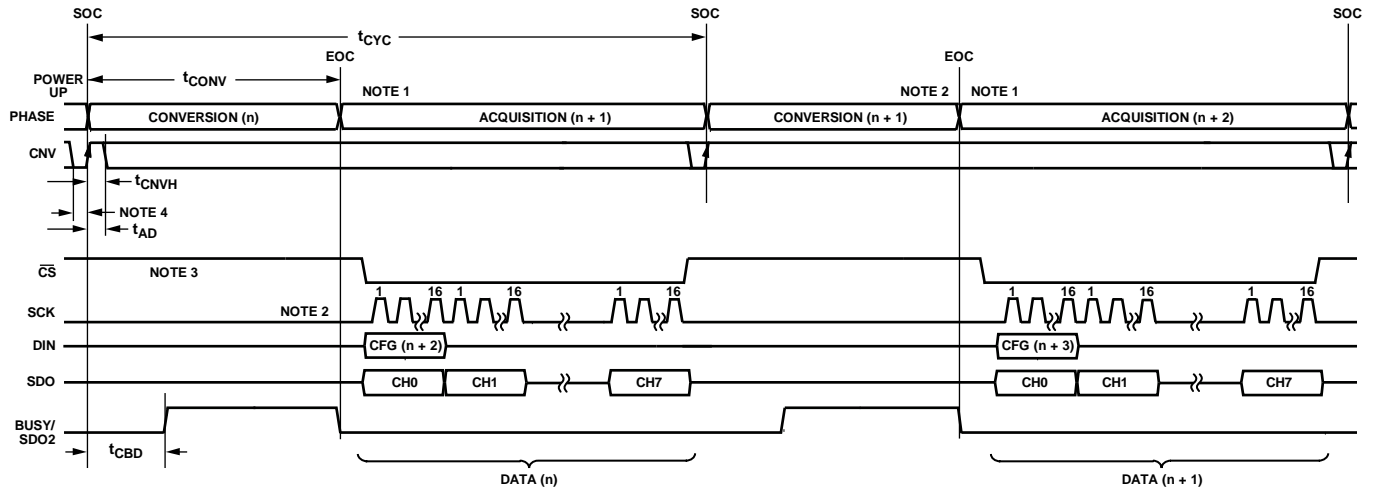 SOC SOC SOC
tCYC
EOC EOC
POWER UP
tCONV
NOTE 1 NOTE 2 NOTE 1
PHASE CONVERSION (n) ACQUISITION (n + 1) CONVERSION (n + 1) ACQUISITION (n + 2)
CNV
tCNVH
NOTE 4
tAD
CS NOTE 3
1 16 1 16 1 16 1 16 1 16 1 16
SCK NOTE 2
DIN CFG (n + 2) CFG (n + 3)
SDO CH0 CH1 CH7 CH0 CH1 CH7
BUSY/
SDO2
tCBD
DATA (n) DATA (n + 1)